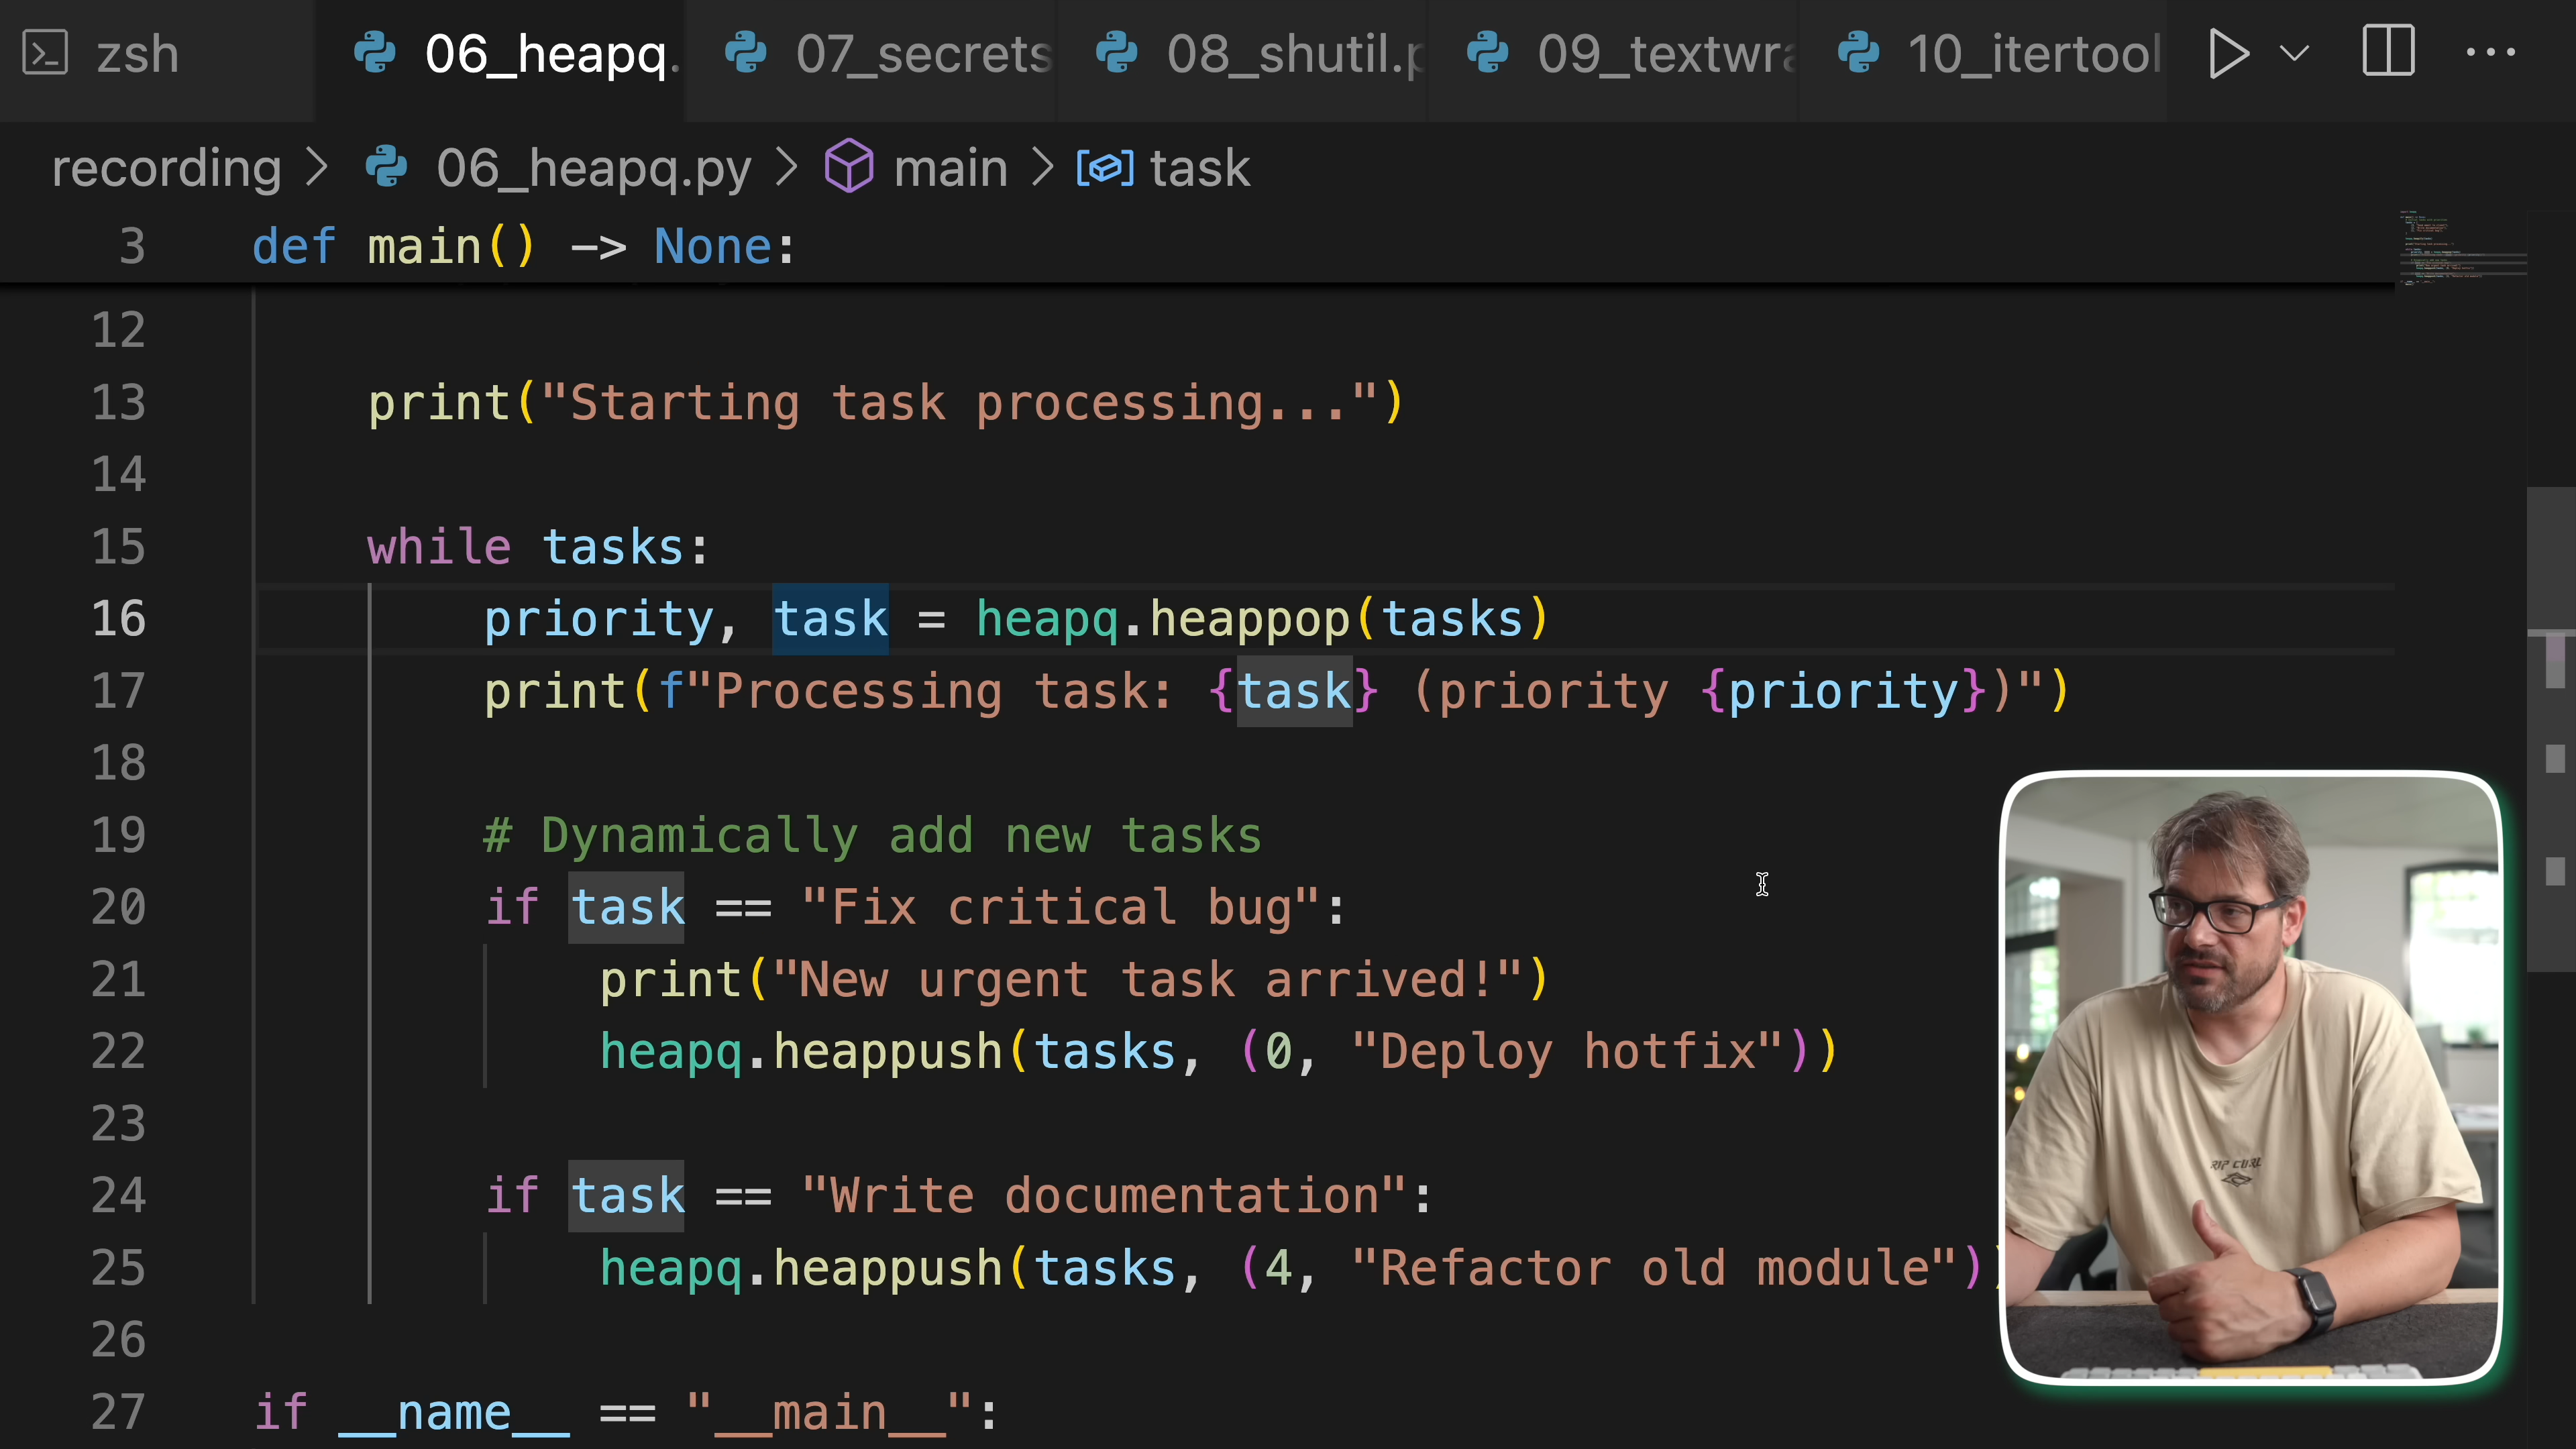 zsh
06_heapq.
07_secrets
08_shutil.p
09_textwra
10_itertool
recording > 06_heapq.py > main > task
3 def main() -> None:
12
13 print("Starting task processing...")
14
15 while tasks:
16 priority, task = heapq.heappop(tasks)
17 print(f"Processing task: {task} (priority {priority})")
18
19 # Dynamically add new tasks
20 if task == "Fix critical bug":
21 print("New urgent task arrived!")
22 heapq.heappush(tasks, (0, "Deploy hotfix"))
23
24 if task == "Write documentation":
25 heapq.heappush(tasks, (4, "Refactor old module"))
26
27 if __name__ == "__main__":
RIP CURL